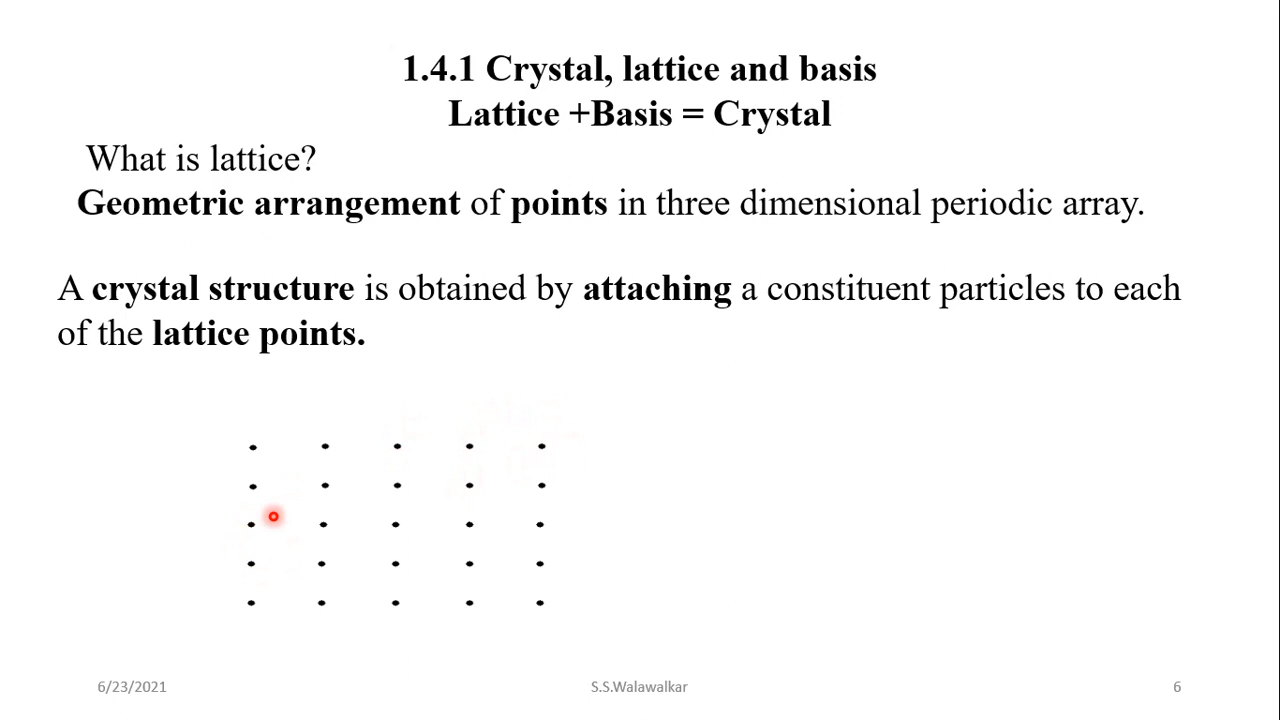 1.4.1 Crystal, lattice and basis
Lattice +Basis = Crystal
What is lattice?
Geometric arrangement of points in three dimensional periodic array.
A crystal structure is obtained by attaching a constituent particles to each
of the lattice points.
6/23/2021
S.S.Walawalkar
6